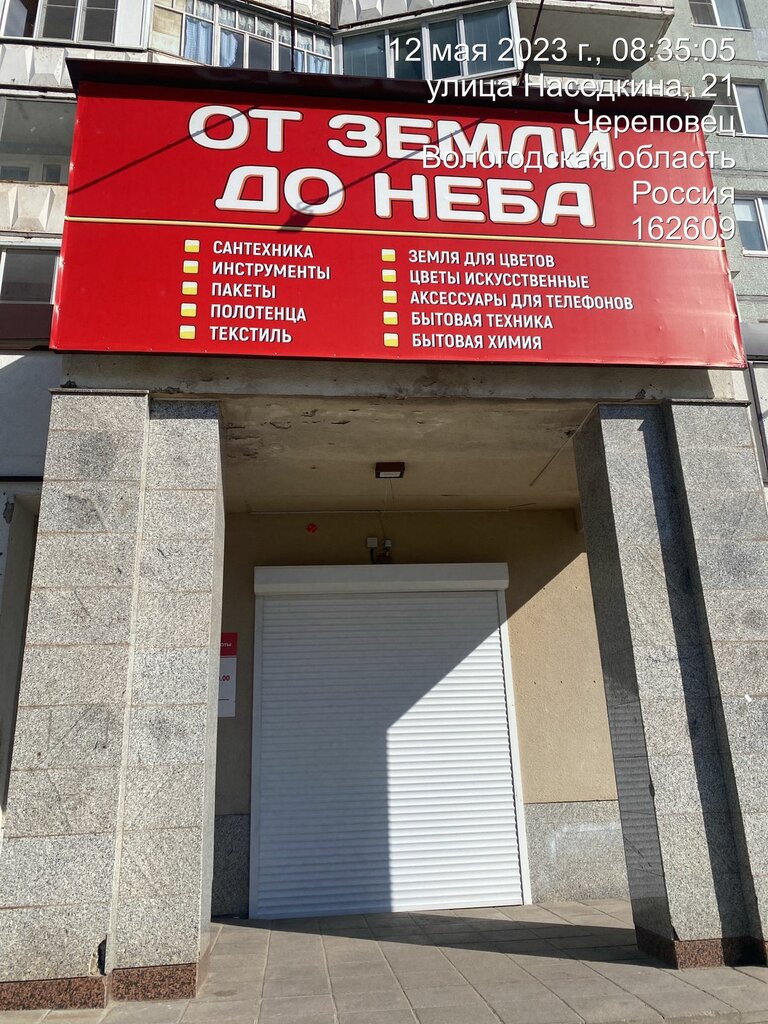 12 мая 2023 г., 08:35:05
улица Наседкина, 21
Череповец
Вологодская область
Россия
162609
ОТ ЗЕМЛИ
ДО НЕБА
САНТЕХНИКА
ИНСТРУМЕНТЫ
ПАКЕТЫ
ПОЛОТЕНЦА
ТЕКСТИЛЬ
ЗЕМЛЯ ДЛЯ ЦВЕТОВ
ЦВЕТЫ ИСКУССТВЕННЫЕ
АКСЕССУАРЫ ДЛЯ ТЕЛЕФОНОВ
БЫТОВАЯ ТЕХНИКА
БЫТОВАЯ ХИМИЯ